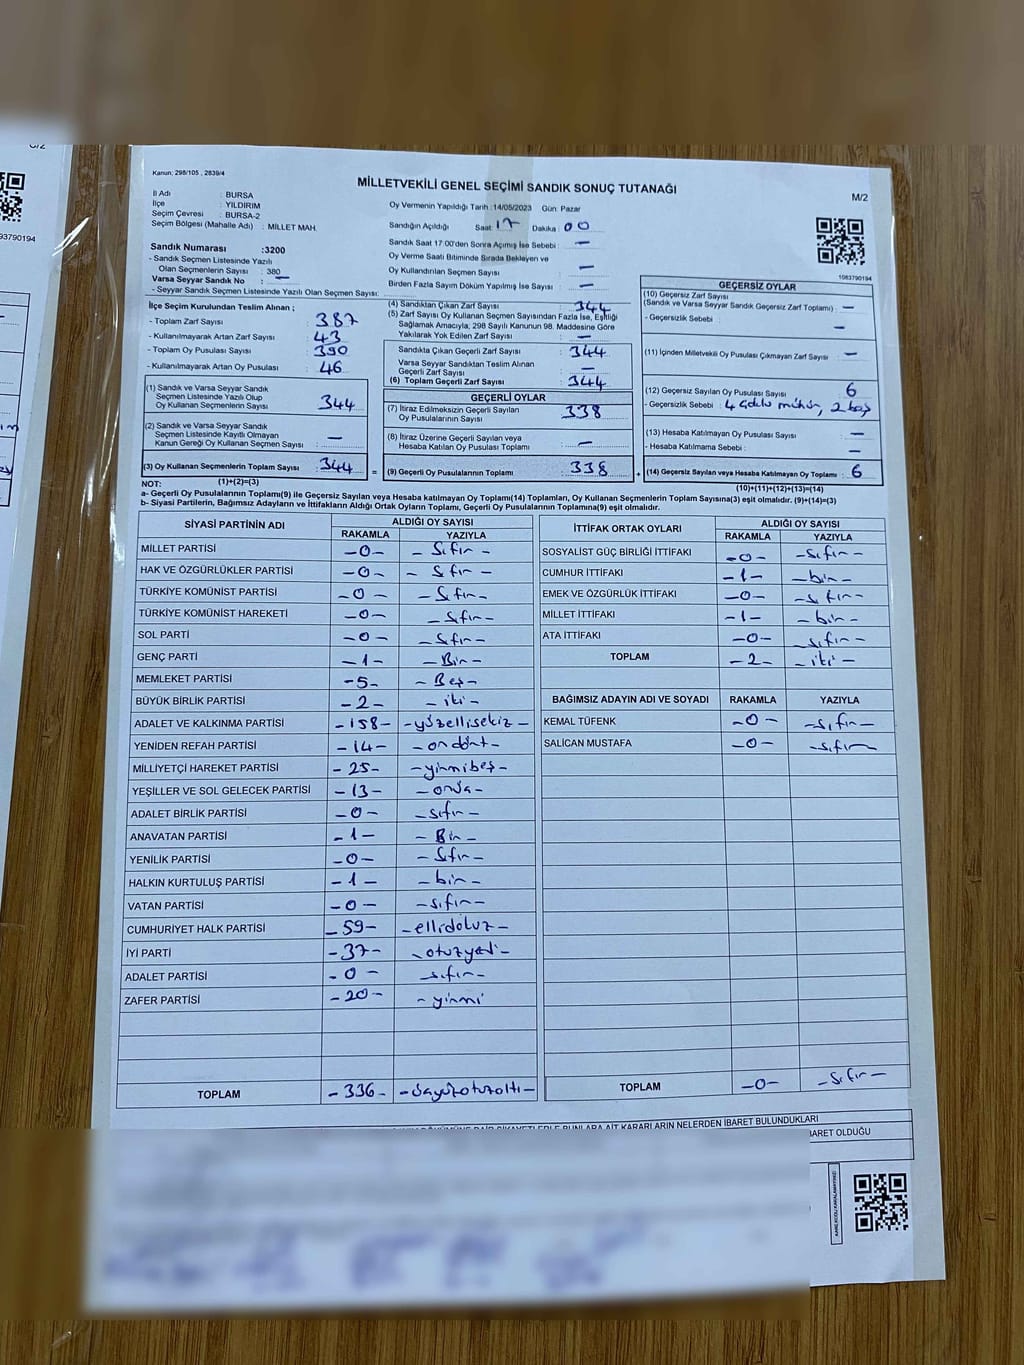 C/2
93790194
Kanun: 298/105 , 2839/4
MİLLETVEKİLİ GENEL SEÇİMİ SANDIK SONUÇ TUTANAĞI
M/2
İl Adı : BURSA
İlçe : YILDIRIM
Seçim Çevresi : BURSA-2
Seçim Bölgesi (Mahalle Adı) : MİLLET MAH.
Oy Vermenin Yapıldığı Tarih :14/05/2023 Gün: Pazar
Sandığın Açıldığı Saat: 17 Dakika : 00
Sandık Saat 17:00'den Sonra Açılmış İse Sebebi : —
Oy Verme Saati Bitiminde Sırada Bekleyen ve
Oy Kullandırılan Seçmen Sayısı : —
Birden Fazla Sayım Döküm Yapılmış İse Sayısı : —
Sandık Numarası :3200
- Sandık Seçmen Listesinde Yazılı
Olan Seçmenlerin Sayısı : 380
Varsa Seyyar Sandık No : —
- Seyyar Sandık Seçmen Listesinde Yazılı Olan Seçmen Sayısı:
1083790194
İlçe Seçim Kurulundan Teslim Alınan ;
- Toplam Zarf Sayısı : 387
- Kullanılmayarak Artan Zarf Sayısı : 43
- Toplam Oy Pusulası Sayısı : 390
- Kullanılmayarak Artan Oy Pusulası : 46
(1) Sandık ve Varsa Seyyar Sandık
Seçmen Listesinde Yazılı Olup
Oy Kullanan Seçmenlerin Sayısı : 344
(2) Sandık ve Varsa Seyyar Sandık
Seçmen Listesinde Kayıtlı Olmayan
Kanun Gereği Oy Kullanan Seçmen Sayısı : —
(3) Oy Kullanan Seçmenlerin Toplam Sayısı : 344 =
(1)+(2)=(3)
(4) Sandıktan Çıkan Zarf Sayısı : 344
(5) Zarf Sayısı Oy Kullanan Seçmen Sayısından Fazla İse, Eşitliği
Sağlamak Amacıyla; 298 Sayılı Kanunun 98. Maddesine Göre
Yakılarak Yok Edilen Zarf Sayısı : —
Sandıkta Çıkan Geçerli Zarf Sayısı : 344
Varsa Seyyar Sandıktan Teslim Alınan
Geçerli Zarf Sayısı : —
(6) Toplam Geçerli Zarf Sayısı : 344
GEÇERLİ OYLAR
(7) İtiraz Edilmeksizin Geçerli Sayılan
Oy Pusulalarının Sayısı : 338
(8) İtiraz Üzerine Geçerli Sayılan veya
Hesaba Katılan Oy Pusulası Sayısı : —
(9) Geçerli Oy Pusulalarının Toplamı : 338 +
GEÇERSİZ OYLAR
(10) Geçersiz Zarf Sayısı
(Sandık ve Varsa Seyyar Sandık Geçersiz Zarf Toplamı) : —
- Geçersizlik Sebebi : —
(11) İçinden Milletvekili Oy Pusulası Çıkmayan Zarf Sayısı : —
(12) Geçersiz Sayılan Oy Pusulası Sayısı : 6
- Geçersizlik Sebebi : 4 çoklu mühür, 2 boş
(13) Hesaba Katılmayan Oy Pusulası Sayısı : —
- Hesaba Katılmama Sebebi : —
(14) Geçersiz Sayılan veya Hesaba Katılmayan Oy Toplamı : 6
(10)+(11)+(12)+(13)=(14)
NOT:
a- Geçerli Oy Pusulalarının Toplamı(9) ile Geçersiz Sayılan veya Hesaba katılmayan Oy Toplamı(14) Toplamları, Oy Kullanan Seçmenlerin Toplam Sayısına(3) eşit olmalıdır. (9)+(14)=(3)
b- Siyasi Partilerin, Bağımsız Adayların ve İttifakların Aldığı Ortak Oyların Toplamı, Geçerli Oy Pusulalarının Toplamına(9) eşit olmalıdır.
SİYASİ PARTİNİN ADI ALDIĞI OY SAYISI
RAKAMLA YAZIYLA
MİLLET PARTİSİ -0- - Sıfır -
HAK VE ÖZGÜRLÜKLER PARTİSİ -0- - Sıfır -
TÜRKİYE KOMÜNİST PARTİSİ -0- - Sıfır -
TÜRKİYE KOMÜNİST HAREKETİ -0- - Sıfır -
SOL PARTİ -0- - Sıfır -
GENÇ PARTİ -1- - Bir -
MEMLEKET PARTİSİ -5- - Beş -
BÜYÜK BİRLİK PARTİSİ -2- - iki -
ADALET VE KALKINMA PARTİSİ -158- -yüzellisekiz -
YENİDEN REFAH PARTİSİ -14- - ondört -
MİLLİYETÇİ HAREKET PARTİSİ - 25- -yirmibeş-
YEŞİLLER VE SOL GELECEK PARTİSİ -13- - onüç -
ADALET BİRLİK PARTİSİ -0- - sıfır -
ANAVATAN PARTİSİ -1- - Bir -
YENİLİK PARTİSİ -0- - Sıfır -
HALKIN KURTULUŞ PARTİSİ -1- - bir -
VATAN PARTİSİ -0- - sıfır -
CUMHURİYET HALK PARTİSİ - 59- -ellidokuz -
İYİ PARTİ -37- - otuzyedi -
ADALET PARTİSİ - 0 - - sıfır -
ZAFER PARTİSİ -20- - yirmi
TOPLAM -336- -üçyüzotuzaltı-
İTTİFAK ORTAK OYLARI ALDIĞI OY SAYISI
RAKAMLA YAZIYLA
SOSYALİST GÜÇ BİRLİĞİ İTTİFAKI -0- -sıfır-
CUMHUR İTTİFAKI -1- -bir-
EMEK VE ÖZGÜRLÜK İTTİFAKI -0- - sıfır -
MİLLET İTTİFAKI -1- - bir -
ATA İTTİFAKI -0- - sıfır -
TOPLAM -2- - iki -
BAĞIMSIZ ADAYIN ADI VE SOYADI RAKAMLA YAZIYLA
KEMAL TÜFENK -0- -sıfır-
SALİCAN MUSTAFA -0- -sıfır-
TOPLAM -0- -sıfır-
KARARLARIN NELERDEN İBARET BULUNDUKLARI
İBARET OLDUĞU